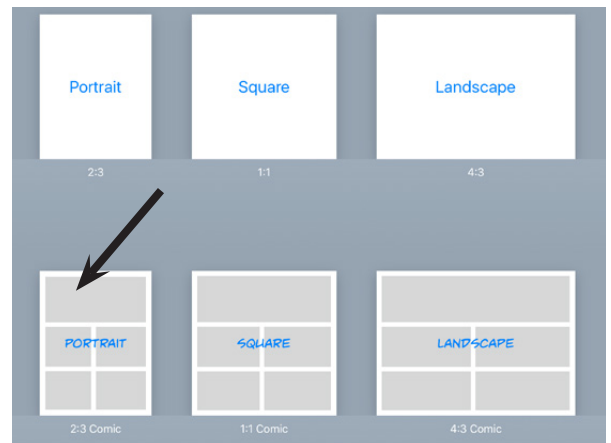 Portrait
Square
Landscape
2:3
1:1
4:3
PORTRAIT
SQUARE
LANDSCAPE
2:3 Comic
1:1 Comic
4:3 Comic